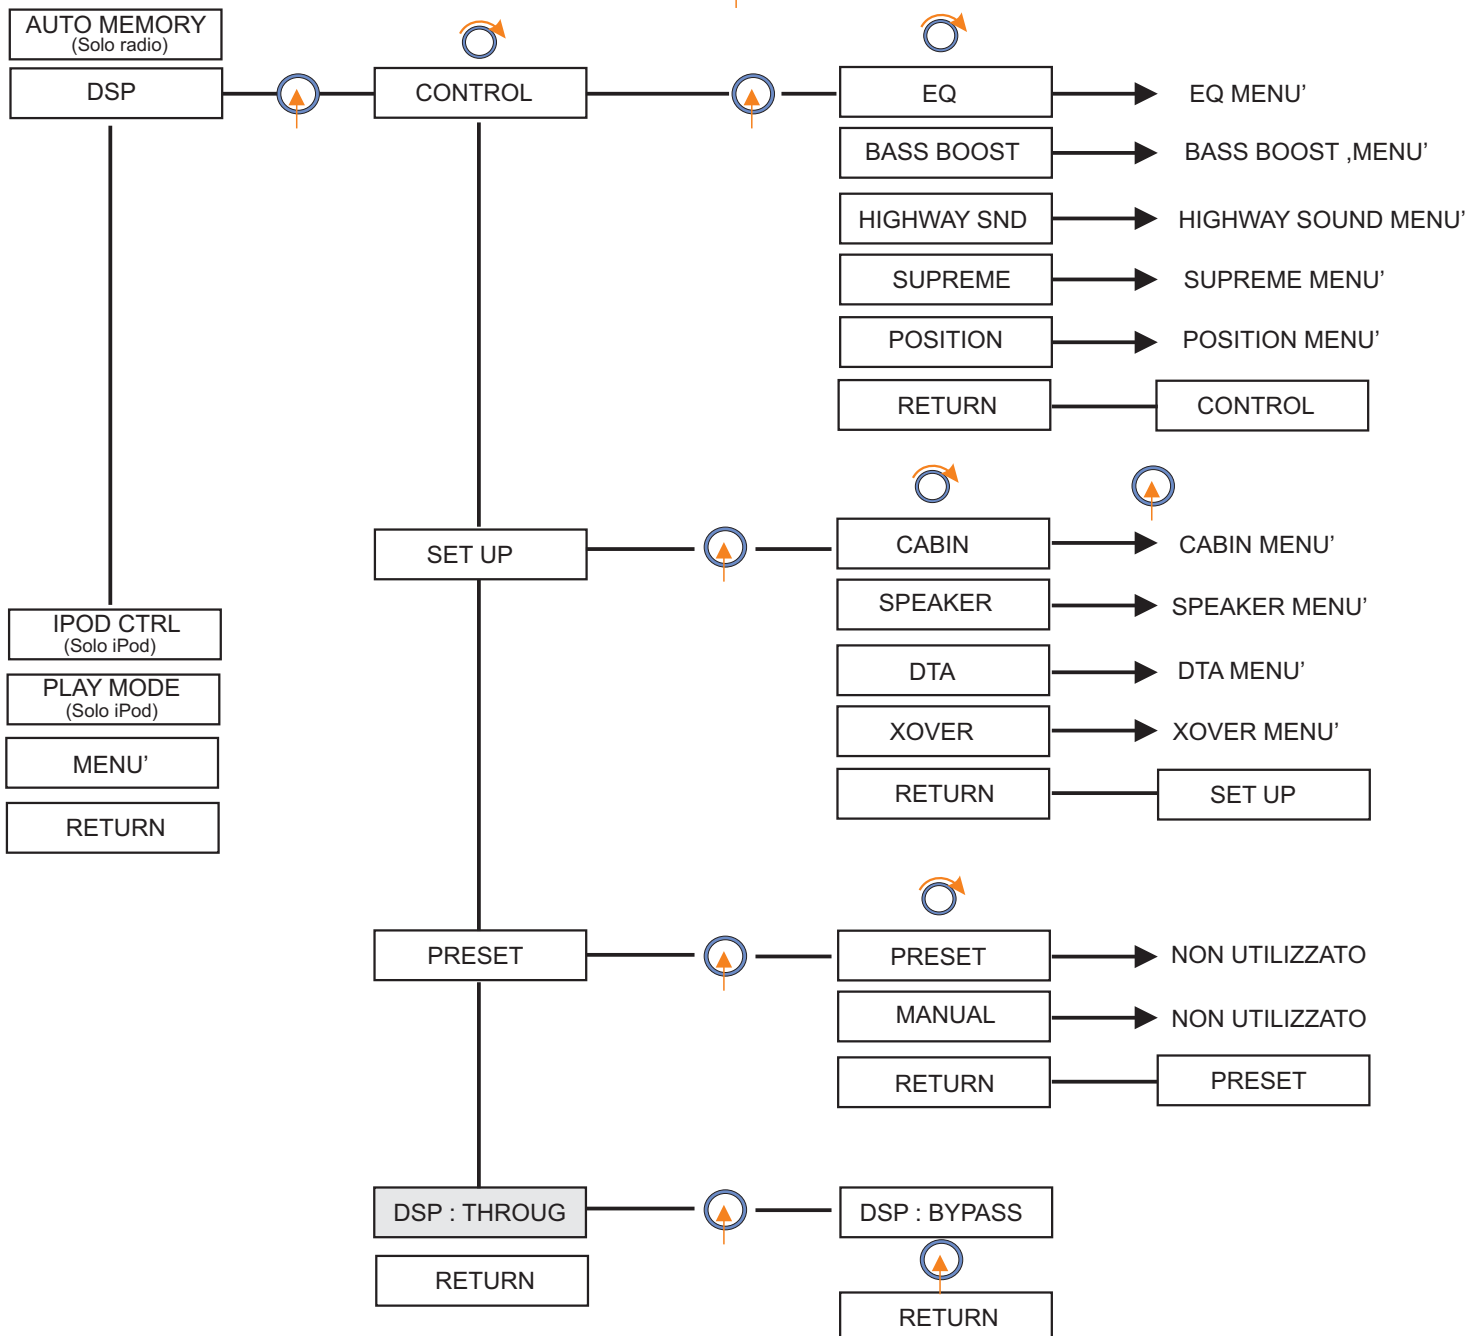 AUTO MEMORY
(Solo radio)
DSP
CONTROL
EQ
EQ MENU’
BASS BOOST
BASS BOOST ,MENU’
HIGHWAY SND
HIGHWAY SOUND MENU’
SUPREME
SUPREME MENU’
POSITION
POSITION MENU’
RETURN
CONTROL
SET UP
CABIN
CABIN MENU’
SPEAKER
SPEAKER MENU’
DTA
DTA MENU’
XOVER
XOVER MENU’
RETURN
SET UP
IPOD CTRL
(Solo iPod)
PLAY MODE
(Solo iPod)
MENU’
RETURN
PRESET
PRESET
NON UTILIZZATO
MANUAL
NON UTILIZZATO
RETURN
PRESET
DSP : THROUG
DSP : BYPASS
RETURN
RETURN